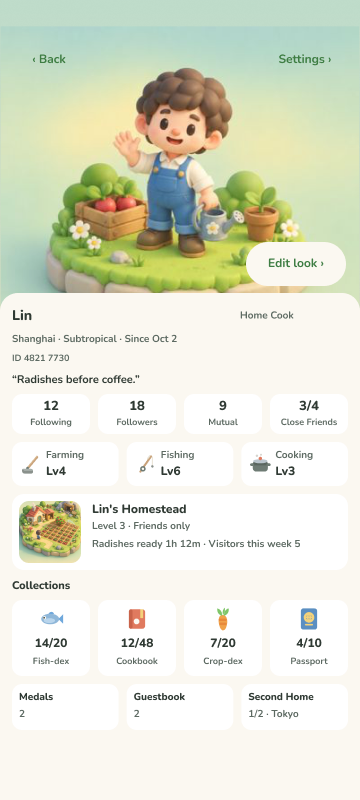 ‹ Back
Settings ›
Edit look ›
Lin
Home Cook
Shanghai · Subtropical · Since Oct 2
ID 4821 7730
“Radishes before coffee.”
12
Following
18
Followers
9
Mutual
3/4
Close Friends
Farming
Lv4
Fishing
Lv6
Cooking
Lv3
Lin's Homestead
Level 3 · Friends only
Radishes ready 1h 12m · Visitors this week 5
Collections
14/20
Fish-dex
12/48
Cookbook
7/20
Crop-dex
4/10
Passport
Medals
2
Guestbook
2
Second Home
1/2 · Tokyo